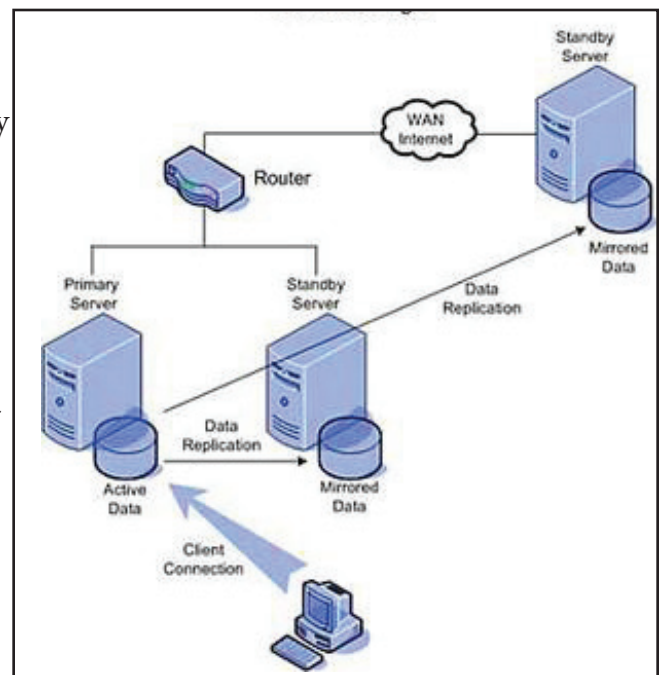 Standby
Server
WAN
Internet
Router
Mirrored
Data
Primary
Server
Standby
Server
Data
Replication
Data
Replication
Active
Data
Mirrored
Data
Client
Connection
y